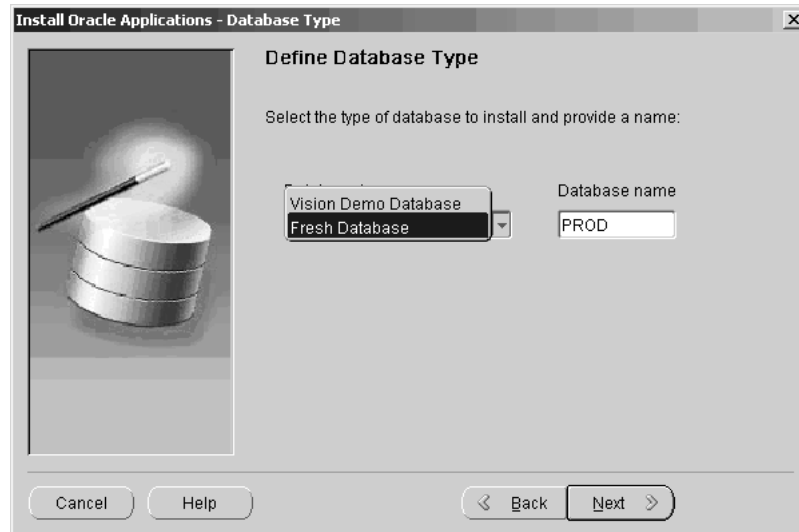 Install Oracle Applications - Database Type
Define Database Type
Select the type of database to install and provide a name:
Database name
Vision Demo Database
Fresh Database
PROD
Cancel
Help
Back
Next